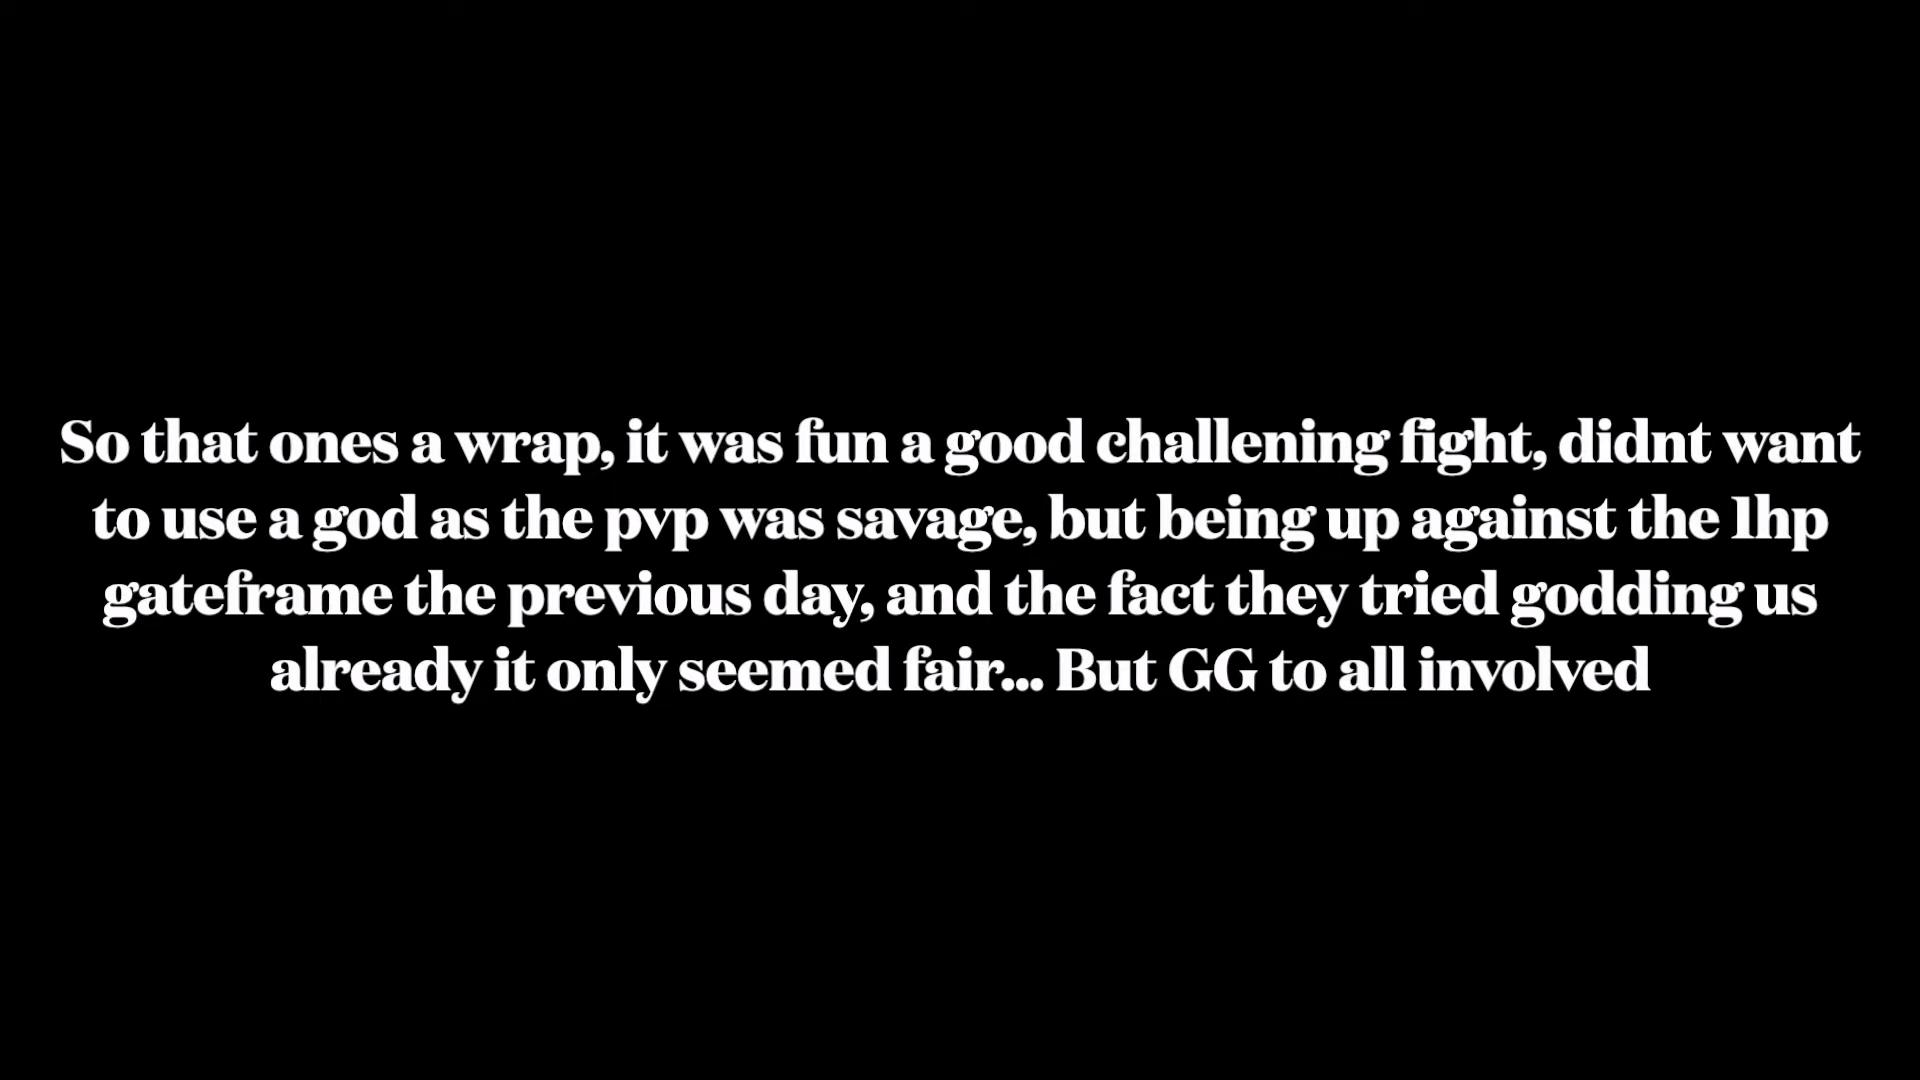 So that ones a wrap, it was fun a good challening fight, didnt want
to use a god as the pvp was savage, but being up against the 1hp
gateframe the previous day, and the fact they tried godding us
already it only seemed fair... But GG to all involved